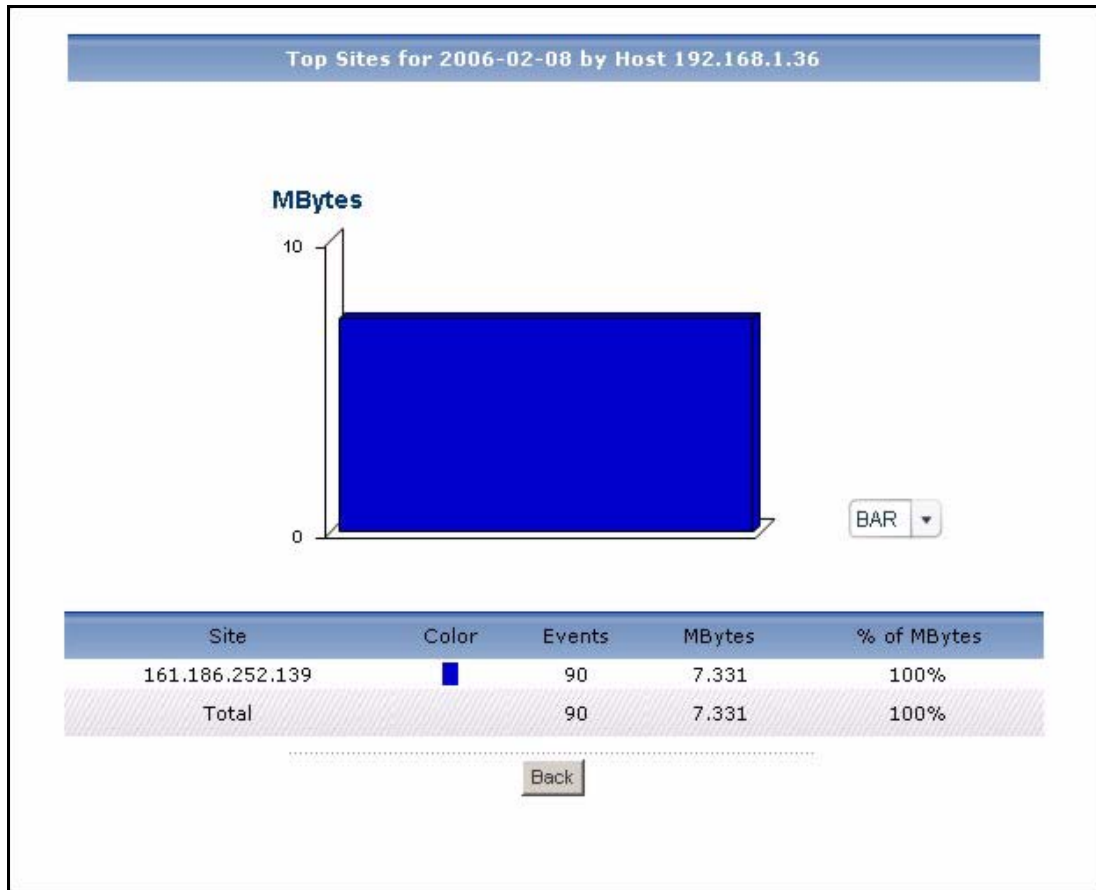 Top Sites for 2006-02-08 by Host 192.168.1.36
MBytes
10
0
BAR
Site Color Events MBytes % of MBytes
161.186.252.139 90 7.331 100%
Total 90 7.331 100%
Back